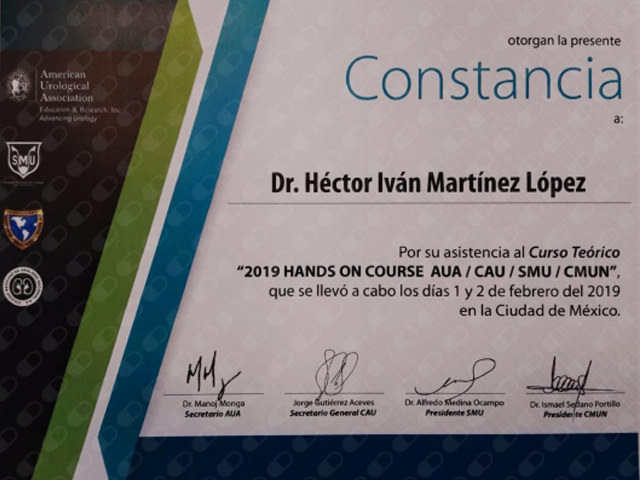 American
Urological
Association
Education & Research, Inc.
Advancing Urology
SMU
otorgan la presente
Constancia
a:
Dr. Héctor Iván Martínez López
Por su asistencia al Curso Teórico
“2019 HANDS ON COURSE AUA / CAU / SMU / CMUN”,
que se llevó a cabo los días 1 y 2 de febrero del 2019
en la Ciudad de México.
Dr. Manoj Monga
Secretario AUA
Jorge Gutiérrez Aceves
Secretario General CAU
Dr. Alfredo Medina Ocampo
Presidente SMU
Dr. Ismael Sedano Portillo
Presidente CMUN